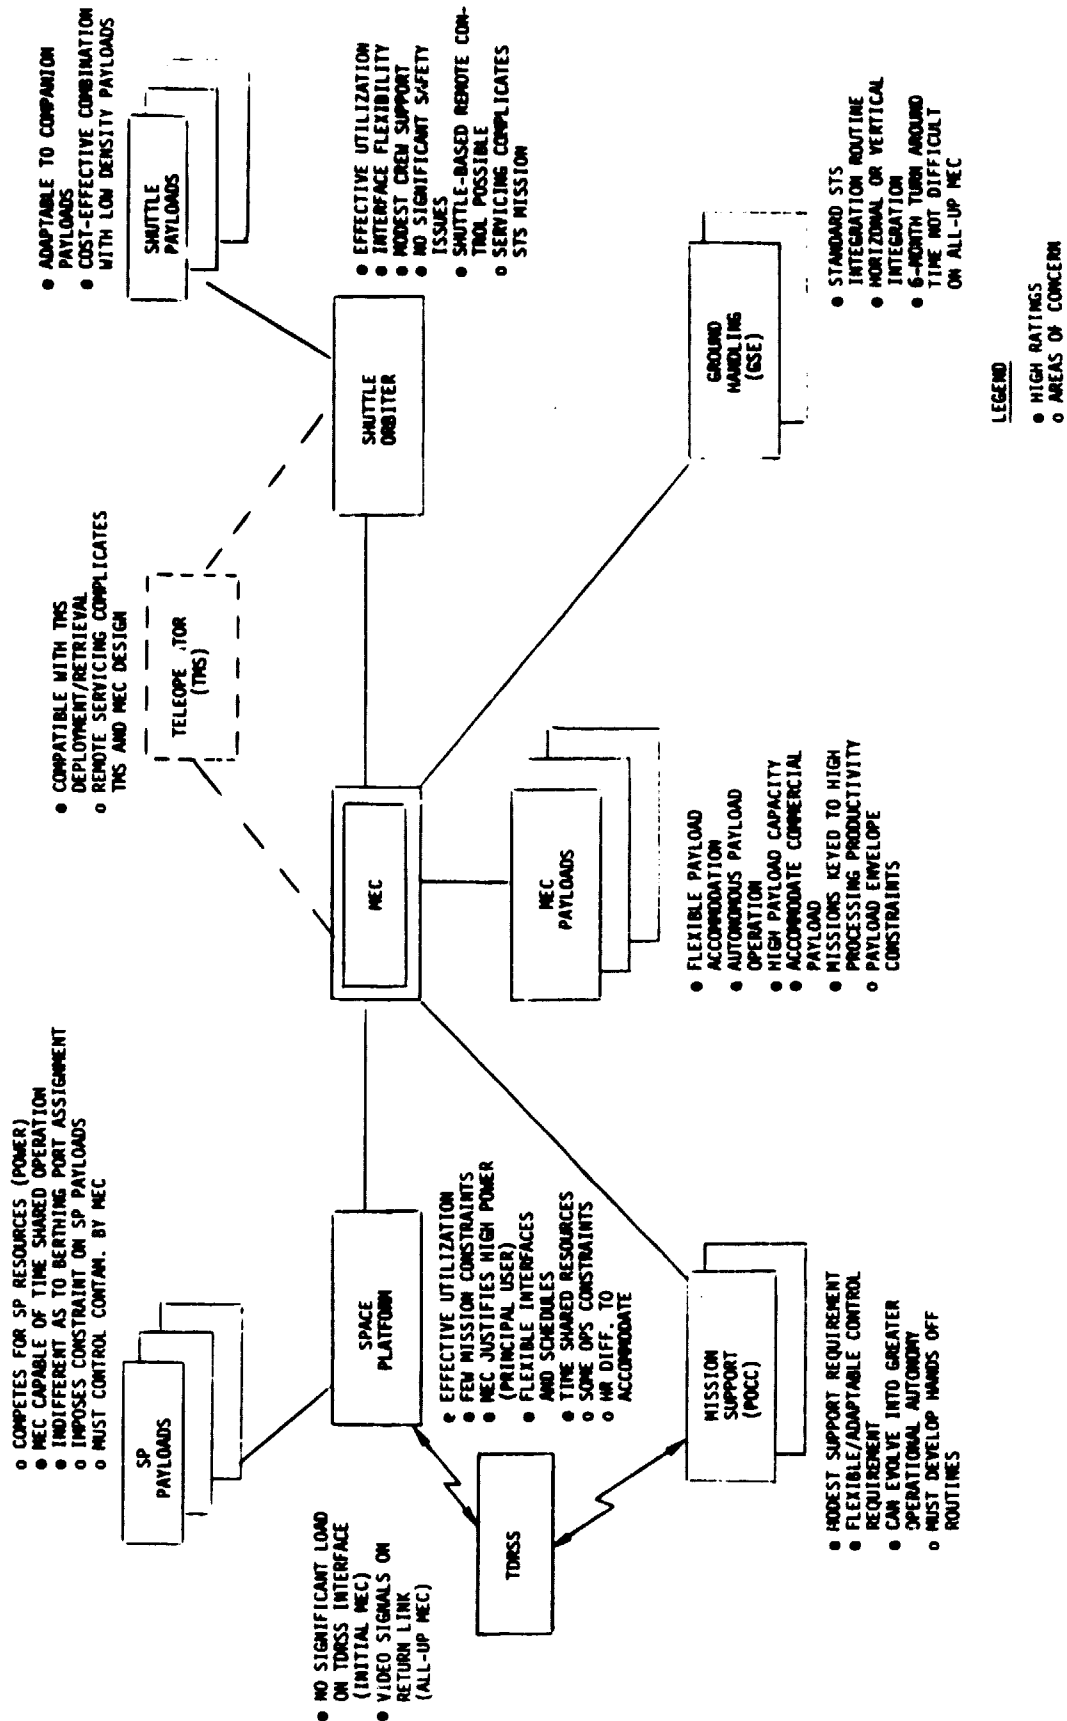 o COMPETES FOR SP RESOURCES (POWER)
● MEC CAPABLE OF TIME SHARED OPERATION
● INDIFFERENT AS TO BERTHING PORT ASSIGNMENT
o IMPOSES CONSTRAINT ON SP PAYLOADS
o MUST CONTROL CONTAM. BY MEC
SP
PAYLOADS
● COMPATIBLE WITH TMS
DEPLOYMENT/RETRIEVAL
o REMOTE SERVICING COMPLICATES
TMS AND MEC DESIGN
TELEOPE TOR
(TMS)
● ADAPTABLE TO COMPANION
PAYLOADS
● COST-EFFECTIVE COMBINATION
WITH LOW DENSITY PAYLOADS
SHUTTLE
PAYLOADS
● NO SIGNIFICANT LOAD
ON TDRSS INTERFACE
(INITIAL MEC)
● VIDEO SIGNALS ON
RETURN LINK
(ALL-UP MEC)
TDRSS
SPACE
PLATFORM
● EFFECTIVE UTILIZATION
● FEW MISSION CONSTRAINTS
● MEC JUSTIFIES HIGH POWER
(PRINCIPAL USER)
● FLEXIBLE INTERFACES
AND SCHEDULES
● TIME SHARED RESOURCES
o SOME OPS CONSTRAINTS
o HR DIFF. TO
ACCOMMODATE
MEC
SHUTTLE
ORBITER
● EFFECTIVE UTILIZATION
● INTERFACE FLEXIBILITY
● MODEST CREW SUPPORT
● NO SIGNIFICANT SAFETY
ISSUES
● SHUTTLE-BASED REMOTE CON-
TROL POSSIBLE
o SERVICING COMPLICATES
STS MISSION
MISSION
SUPPORT
(POCC)
● MODEST SUPPORT REQUIREMENT
● FLEXIBLE/ADAPTABLE CONTROL
REQUIREMENT
● CAN EVOLVE INTO GREATER
OPERATIONAL AUTONOMY
o MUST DEVELOP HANDS OFF
ROUTINES
MEC
PAYLOADS
● FLEXIBLE PAYLOAD
ACCOMMODATION
● AUTONOMOUS PAYLOAD
OPERATION
● HIGH PAYLOAD CAPACITY
● ACCOMMODATE COMMERCIAL
PAYLOAD
● MISSIONS KEYED TO HIGH
PROCESSING PRODUCTIVITY
o PAYLOAD ENVELOPE
CONSTRAINTS
GROUND
HANDLING
(GSE)
● STANDARD STS
INTEGRATION ROUTINE
● HORIZONAL OR VERTICAL
INTEGRATION
● 6-MONTH TURN AROUND
TIME NOT DIFFICULT
ON ALL-UP MEC
LEGEND
● HIGH RATINGS
o AREAS OF CONCERN